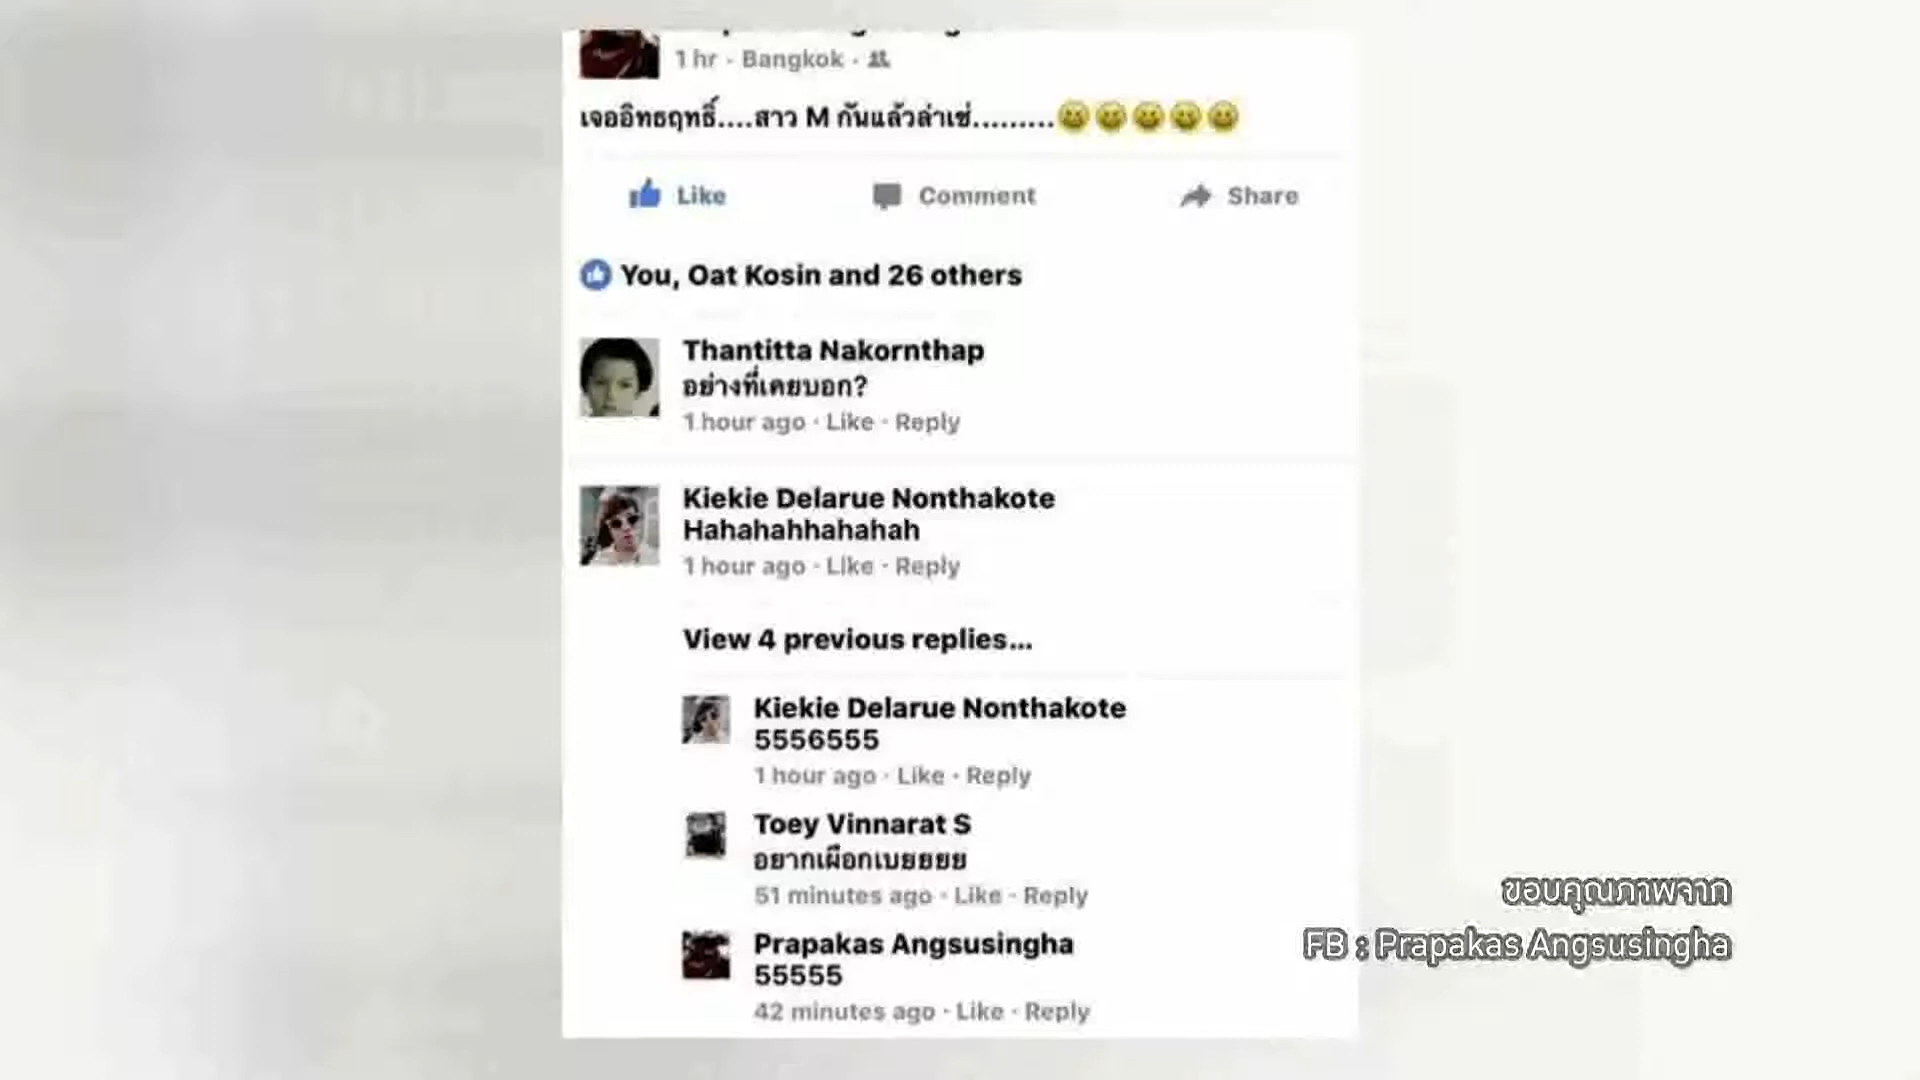 1 hr · Bangkok ·
เจออิทธฤทธิ์....สาว M กันแล้วล่าเซ่.........
Like
Comment
Share
You, Oat Kosin and 26 others
Thantitta Nakornthap
อย่างที่เคยบอก?
1 hour ago · Like · Reply
Kiekie Delarue Nonthakote
Hahahahhahahah
1 hour ago · Like · Reply
View 4 previous replies...
Kiekie Delarue Nonthakote
5556555
1 hour ago · Like · Reply
Toey Vinnarat S
อยากเผือกเบยยยย
51 minutes ago · Like · Reply
Prapakas Angsusingha
55555
42 minutes ago · Like · Reply
ขอบคุณภาพจาก
FB : Prapakas Angsusingha